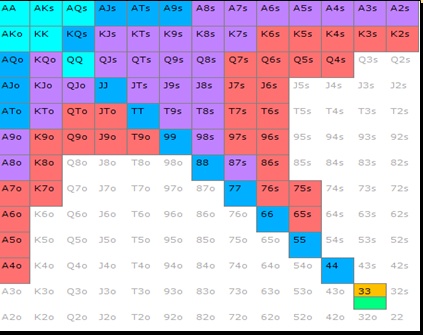 AA AKs AQs AJs ATs A9s A8s A7s A6s A5s A4s A3s A2s
AKo KK KQs KJs KTs K9s K8s K7s K6s K5s K4s K3s K2s
AQo KQo QQ QJs QTs Q9s Q8s Q7s Q6s Q5s Q4s Q3s Q2s
AJo KJo QJo JJ JTs J9s J8s J7s J6s J5s J4s J3s J2s
ATo KTo QTo JTo TT T9s T8s T7s T6s T5s T4s T3s T2s
A9o K9o Q9o J9o T9o 99 98s 97s 96s 95s 94s 93s 92s
A8o K8o Q8o J8o T8o 98o 88 87s 86s 85s 84s 83s 82s
A7o K7o Q7o J7o T7o 97o 87o 77 76s 75s 74s 73s 72s
A6o K6o Q6o J6o T6o 96o 86o 76o 66 65s 64s 63s 62s
A5o K5o Q5o J5o T5o 95o 85o 75o 65o 55 54s 53s 52s
A4o K4o Q4o J4o T4o 94o 84o 74o 64o 54o 44 43s 42s
A3o K3o Q3o J3o T3o 93o 83o 73o 63o 53o 43o 33 32s
A2o K2o Q2o J2o T2o 92o 82o 72o 62o 52o 42o 32o 22